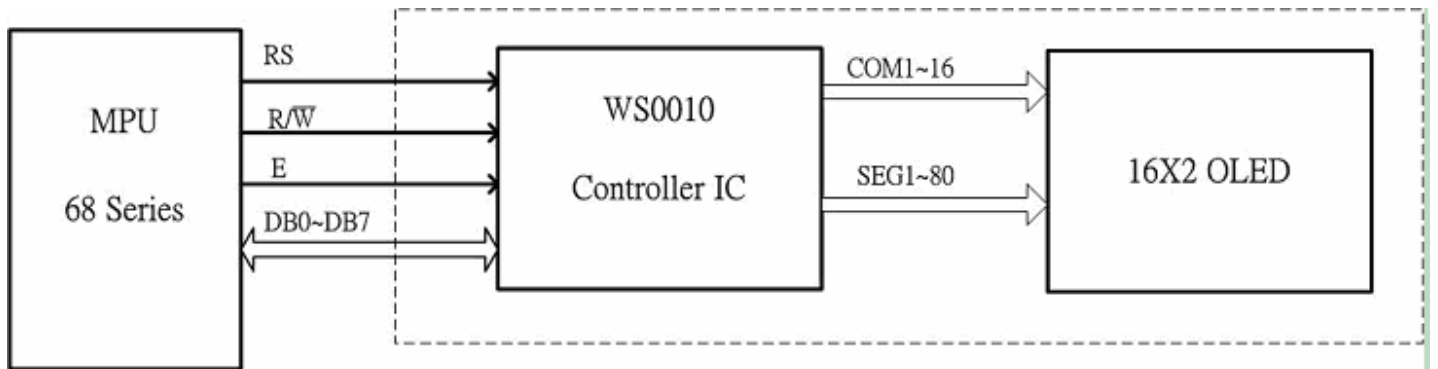 MPU
68 Series
RS
R/W̅
E
DB0~DB7
WS0010
Controller IC
COM1~16
SEG1~80
16X2 OLED